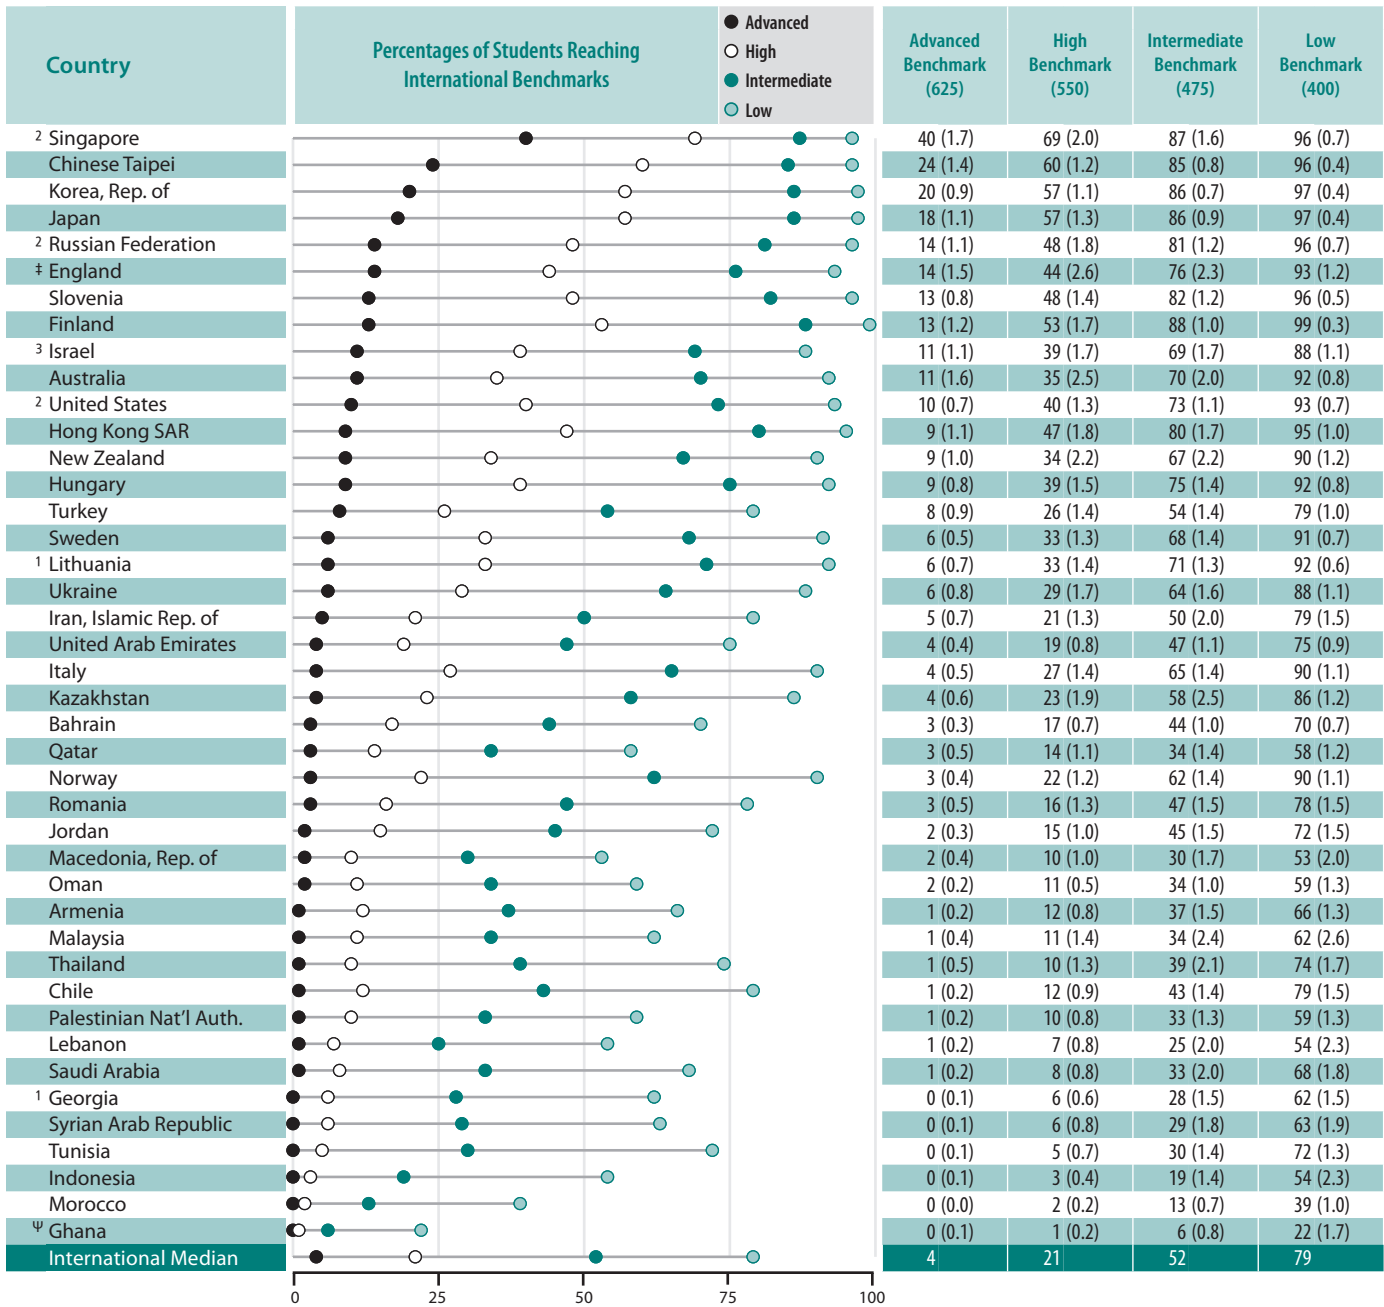 Country
Percentages of Students Reaching
International Benchmarks
Advanced
High
Intermediate
Low
Advanced Benchmark (625)
High Benchmark (550)
Intermediate Benchmark (475)
Low Benchmark (400)
2 Singapore 40 (1.7) 69 (2.0) 87 (1.6) 96 (0.7)
Chinese Taipei 24 (1.4) 60 (1.2) 85 (0.8) 96 (0.4)
Korea, Rep. of 20 (0.9) 57 (1.1) 86 (0.7) 97 (0.4)
Japan 18 (1.1) 57 (1.3) 86 (0.9) 97 (0.4)
2 Russian Federation 14 (1.1) 48 (1.8) 81 (1.2) 96 (0.7)
‡ England 14 (1.5) 44 (2.6) 76 (2.3) 93 (1.2)
Slovenia 13 (0.8) 48 (1.4) 82 (1.2) 96 (0.5)
Finland 13 (1.2) 53 (1.7) 88 (1.0) 99 (0.3)
3 Israel 11 (1.1) 39 (1.7) 69 (1.7) 88 (1.1)
Australia 11 (1.6) 35 (2.5) 70 (2.0) 92 (0.8)
2 United States 10 (0.7) 40 (1.3) 73 (1.1) 93 (0.7)
Hong Kong SAR 9 (1.1) 47 (1.8) 80 (1.7) 95 (1.0)
New Zealand 9 (1.0) 34 (2.2) 67 (2.2) 90 (1.2)
Hungary 9 (0.8) 39 (1.5) 75 (1.4) 92 (0.8)
Turkey 8 (0.9) 26 (1.4) 54 (1.4) 79 (1.0)
Sweden 6 (0.5) 33 (1.3) 68 (1.4) 91 (0.7)
1 Lithuania 6 (0.7) 33 (1.4) 71 (1.3) 92 (0.6)
Ukraine 6 (0.8) 29 (1.7) 64 (1.6) 88 (1.1)
Iran, Islamic Rep. of 5 (0.7) 21 (1.3) 50 (2.0) 79 (1.5)
United Arab Emirates 4 (0.4) 19 (0.8) 47 (1.1) 75 (0.9)
Italy 4 (0.5) 27 (1.4) 65 (1.4) 90 (1.1)
Kazakhstan 4 (0.6) 23 (1.9) 58 (2.5) 86 (1.2)
Bahrain 3 (0.3) 17 (0.7) 44 (1.0) 70 (0.7)
Qatar 3 (0.5) 14 (1.1) 34 (1.4) 58 (1.2)
Norway 3 (0.4) 22 (1.2) 62 (1.4) 90 (1.1)
Romania 3 (0.5) 16 (1.3) 47 (1.5) 78 (1.5)
Jordan 2 (0.3) 15 (1.0) 45 (1.5) 72 (1.5)
Macedonia, Rep. of 2 (0.4) 10 (1.0) 30 (1.7) 53 (2.0)
Oman 2 (0.2) 11 (0.5) 34 (1.0) 59 (1.3)
Armenia 1 (0.2) 12 (0.8) 37 (1.5) 66 (1.3)
Malaysia 1 (0.4) 11 (1.4) 34 (2.4) 62 (2.6)
Thailand 1 (0.5) 10 (1.3) 39 (2.1) 74 (1.7)
Chile 1 (0.2) 12 (0.9) 43 (1.4) 79 (1.5)
Palestinian Nat’l Auth. 1 (0.2) 10 (0.8) 33 (1.3) 59 (1.3)
Lebanon 1 (0.2) 7 (0.8) 25 (2.0) 54 (2.3)
Saudi Arabia 1 (0.2) 8 (0.8) 33 (2.0) 68 (1.8)
1 Georgia 0 (0.1) 6 (0.6) 28 (1.5) 62 (1.5)
Syrian Arab Republic 0 (0.1) 6 (0.8) 29 (1.8) 63 (1.9)
Tunisia 0 (0.1) 5 (0.7) 30 (1.4) 72 (1.3)
Indonesia 0 (0.1) 3 (0.4) 19 (1.4) 54 (2.3)
Morocco 0 (0.0) 2 (0.2) 13 (0.7) 39 (1.0)
Ψ Ghana 0 (0.1) 1 (0.2) 6 (0.8) 22 (1.7)
International Median 4 21 52 79
0 25 50 75 100